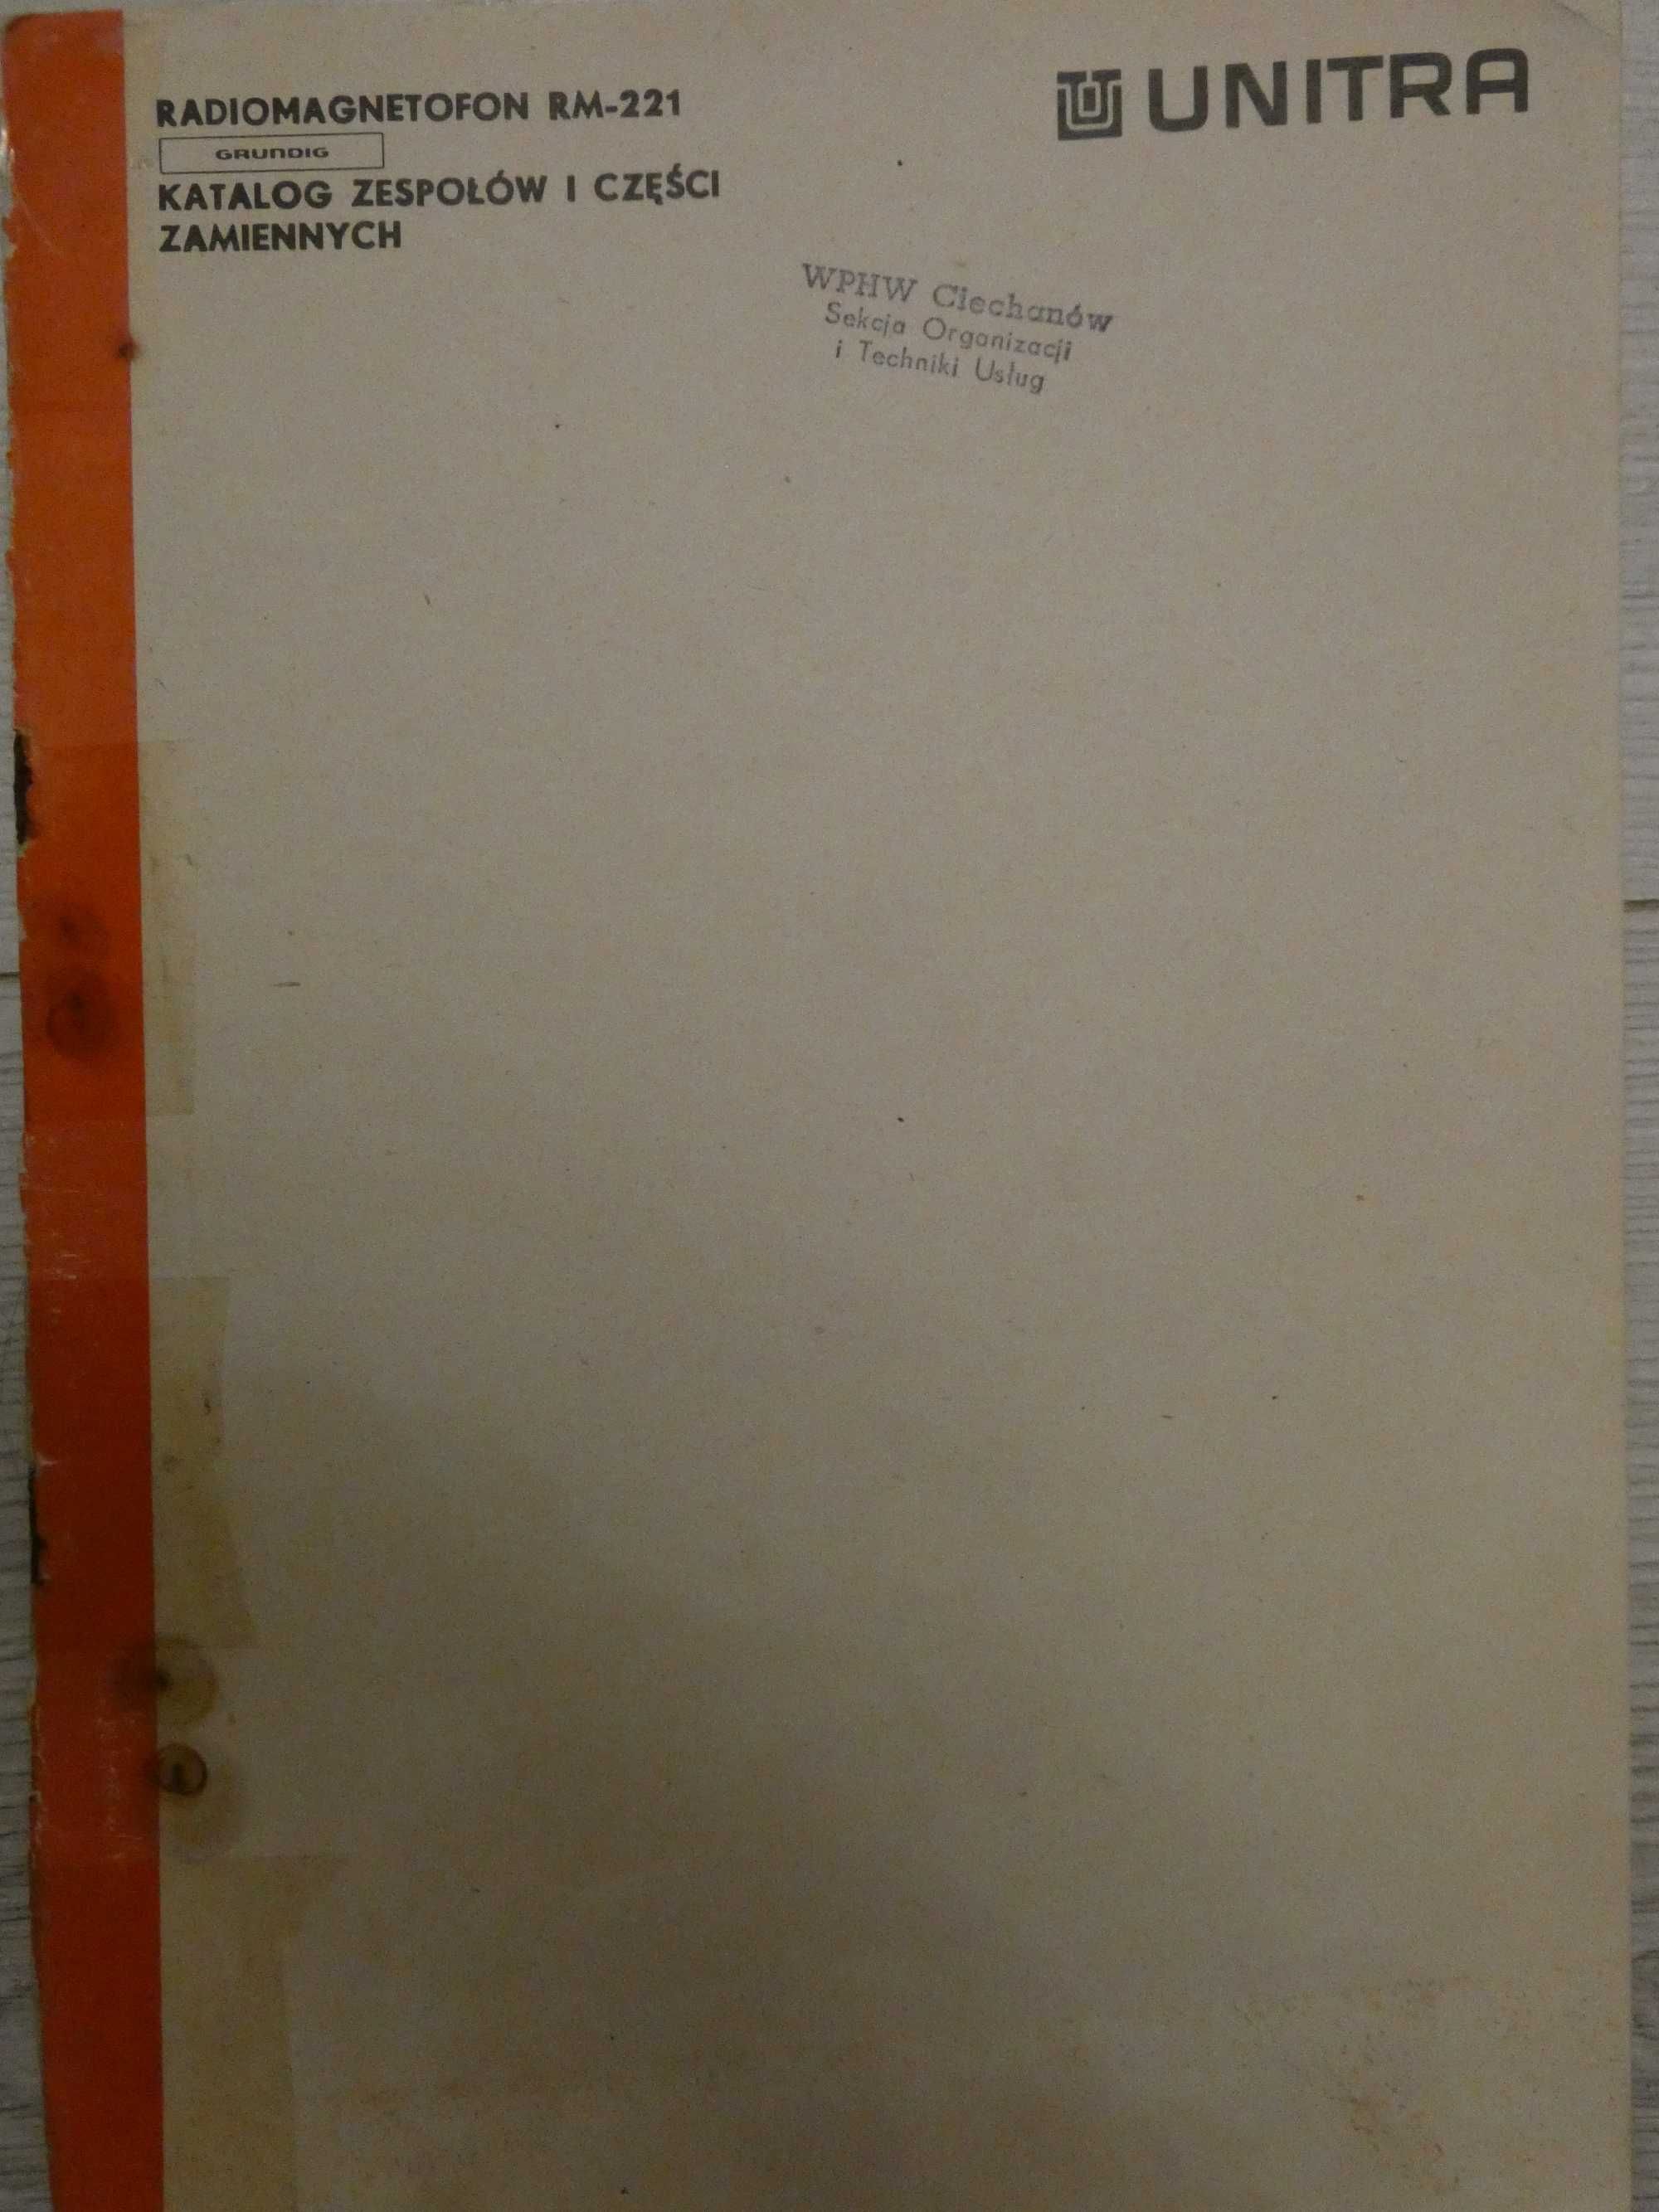 RADIOMAGNETOFON RM-221
GRUNDIG
KATALOG ZESPOŁÓW I CZĘŚCI
ZAMIENNYCH
UNITRA
WPHW Ciechanów
Sekcja Organizacji
i Techniki Usług